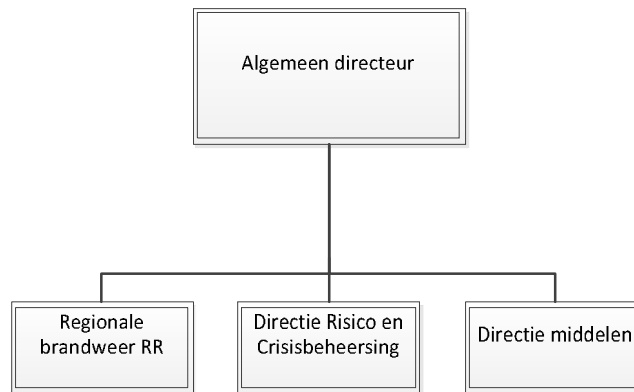 Algemeen directeur
Regionale
brandweer RR
Directie Risico en
Crisisbeheersing
Directie middelen